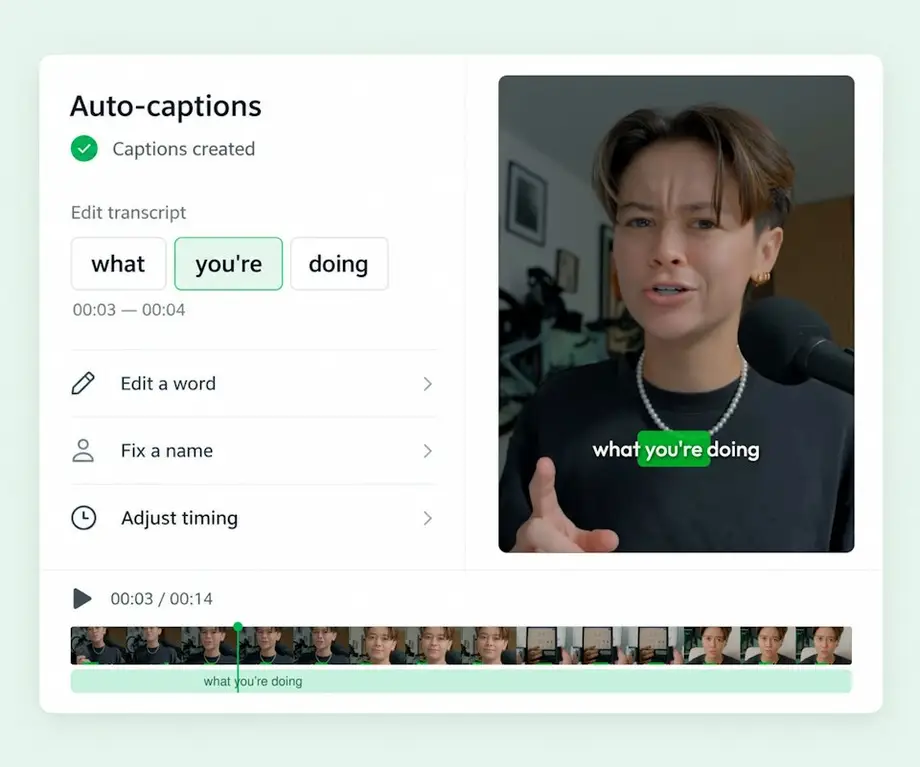 Auto-captions
Captions created
Edit transcript
what you're doing
00:03 — 00:04
Edit a word
Fix a name
Adjust timing
what you're doing
00:03 / 00:14
what you're doing